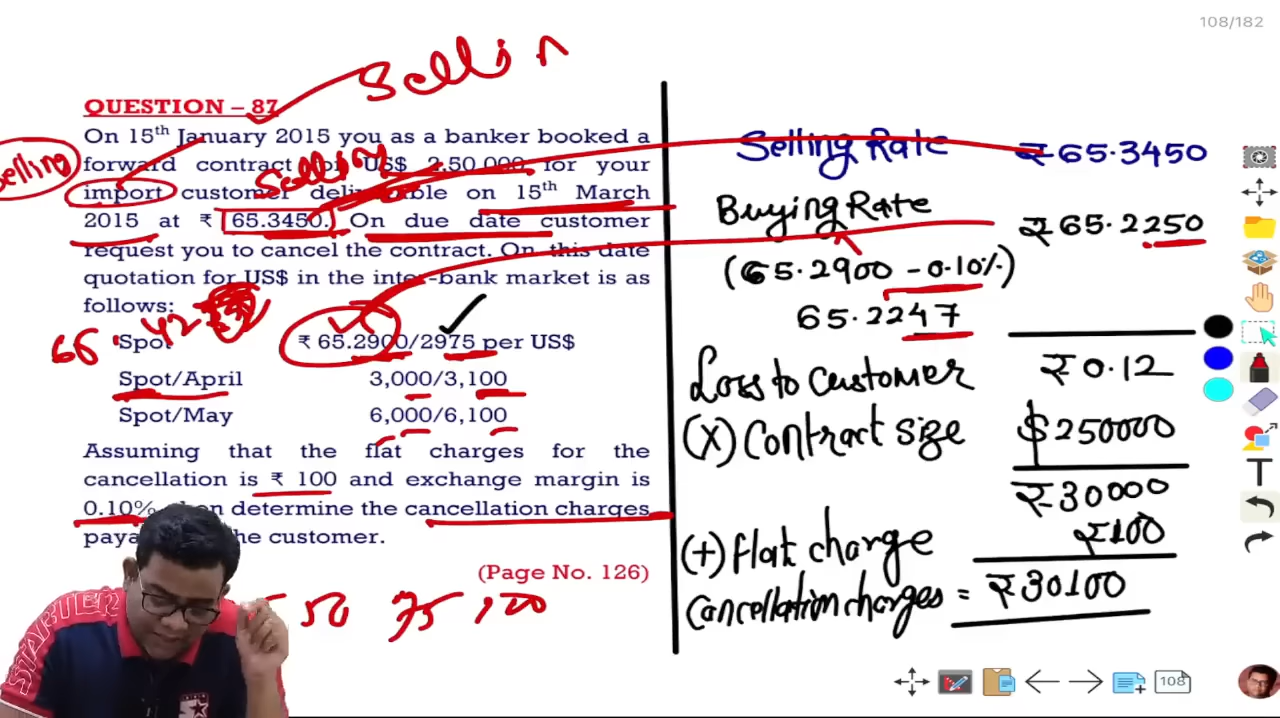 108/182
Sellin
QUESTION – 87
On 15th January 2015 you as a banker booked a
forward contract for US$ 2,50,000 for your
Selling
import customer deliverable on 15th March
2015 at ₹ 65.3450. On due date customer
request you to cancel the contract. On this date
quotation for US$ in the inter-bank market is as
follows:
66.42
Spot ₹ 65.2900/2975 per US$
Spot/April 3,000/3,100
Spot/May 6,000/6,100
Assuming that the flat charges for the
cancellation is ₹ 100 and exchange margin is
0.10% determine the cancellation charges
the customer.
(Page No. 126)
50 75 100
Selling Rate ₹65.3450
Buying Rate ₹65.2250
(65.2900 - 0.10%)
65.2247
Loss to Customer ₹0.12
(x) Contract size $250000
₹30000
(+) Flat charge ₹100
Cancellation charges = ₹30100
STARTER
T
108